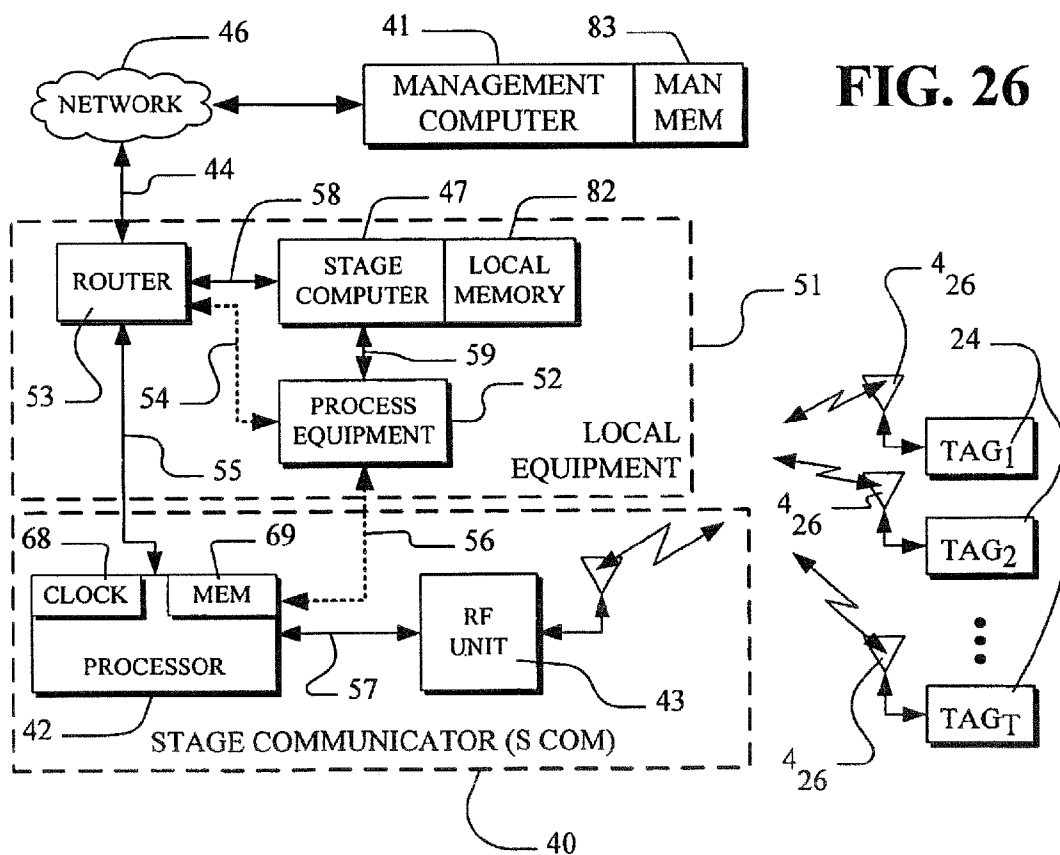 46
41
83
FIG. 26
NETWORK
MANAGEMENT
COMPUTER
MAN
MEM
44
58
47
82
ROUTER
STAGE
COMPUTER
LOCAL
MEMORY
4 26
51
24
53
54
59
52
PROCESS
EQUIPMENT
LOCAL
EQUIPMENT
TAG1
55
4 26
TAG2
68
69
56
CLOCK
MEM
RF
UNIT
PROCESSOR
57
43
42
STAGE COMMUNICATOR (S COM)
TAGT
4 26
40